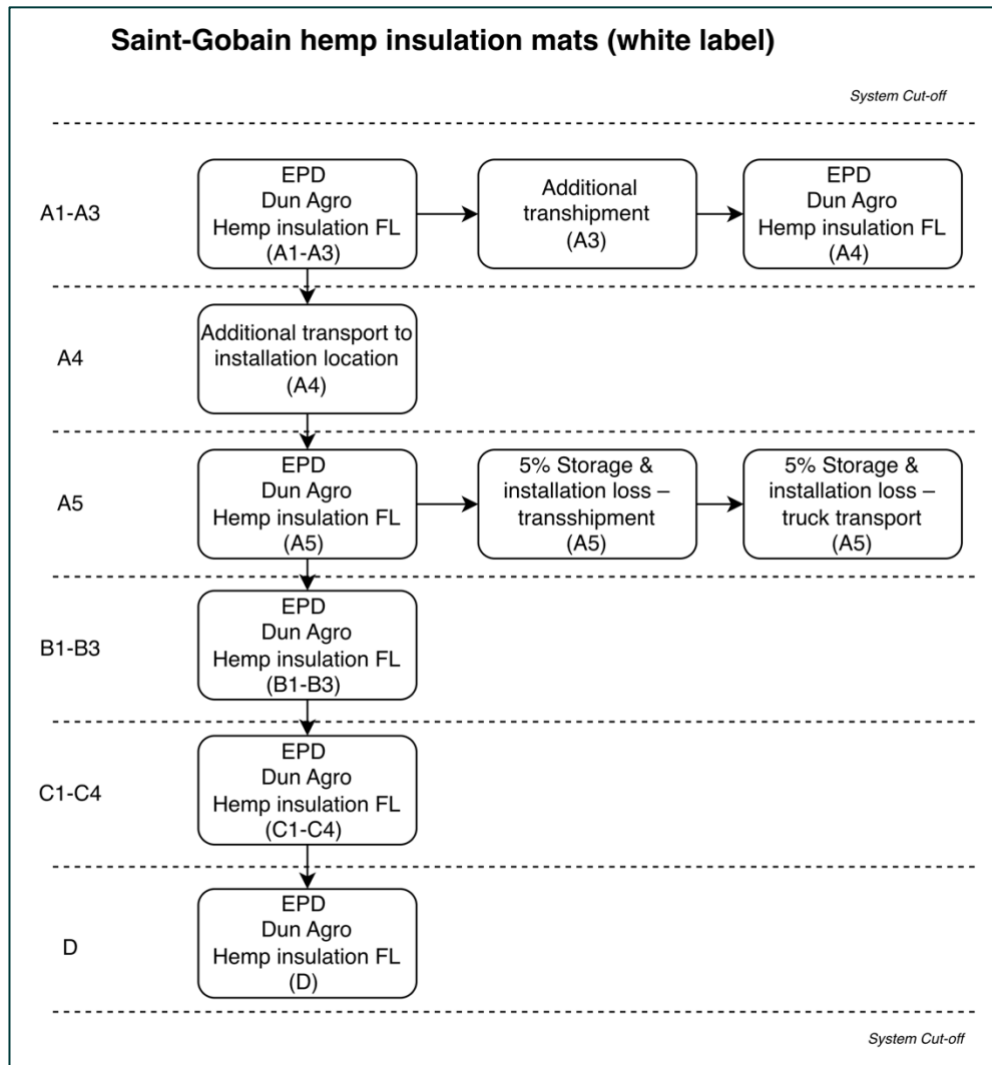 Saint-Gobain hemp insulation mats (white label)
System Cut-off
A1-A3
EPD
Dun Agro
Hemp insulation FL
(A1-A3)
Additional
transhipment
(A3)
EPD
Dun Agro
Hemp insulation FL
(A4)
A4
Additional transport to
installation location
(A4)
A5
EPD
Dun Agro
Hemp insulation FL
(A5)
5% Storage &
installation loss –
transshipment
(A5)
5% Storage &
installation loss –
truck transport
(A5)
B1-B3
EPD
Dun Agro
Hemp insulation FL
(B1-B3)
C1-C4
EPD
Dun Agro
Hemp insulation FL
(C1-C4)
D
EPD
Dun Agro
Hemp insulation FL
(D)
System Cut-off